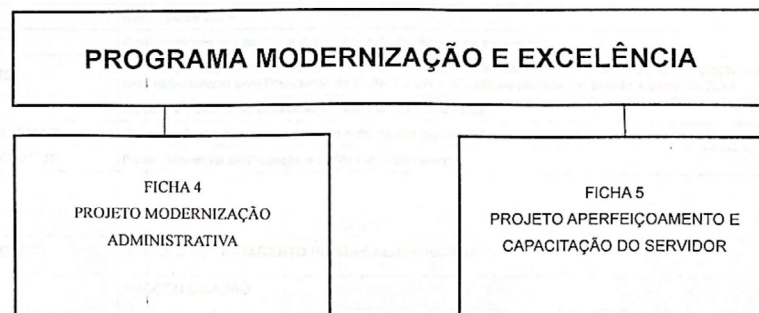 PROGRAMA MODERNIZAÇÃO E EXCELÊNCIA
FICHA 4
PROJETO MODERNIZAÇÃO
ADMINISTRATIVA
FICHA 5
PROJETO APERFEIÇOAMENTO E
CAPACITAÇÃO DO SERVIDOR